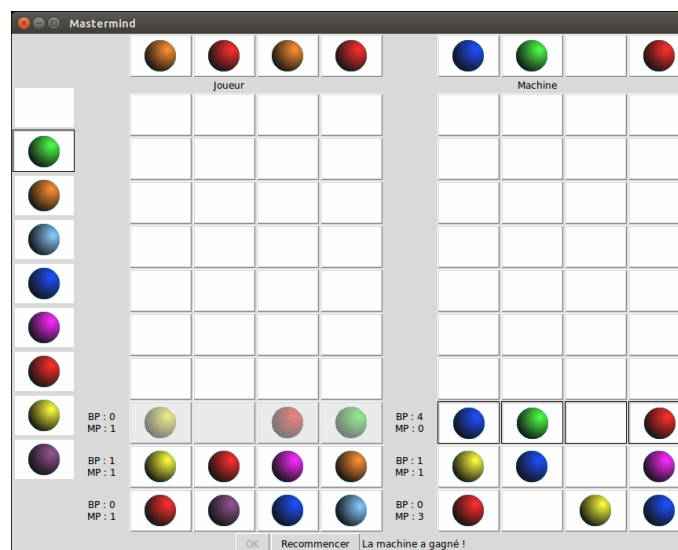 Mastermind
Joueur
Machine
BP : 0
MP : 1
BP : 4
MP : 0
BP : 1
MP : 1
BP : 1
MP : 1
BP : 0
MP : 1
BP : 0
MP : 3
OK
Recommencer
La machine a gagné !